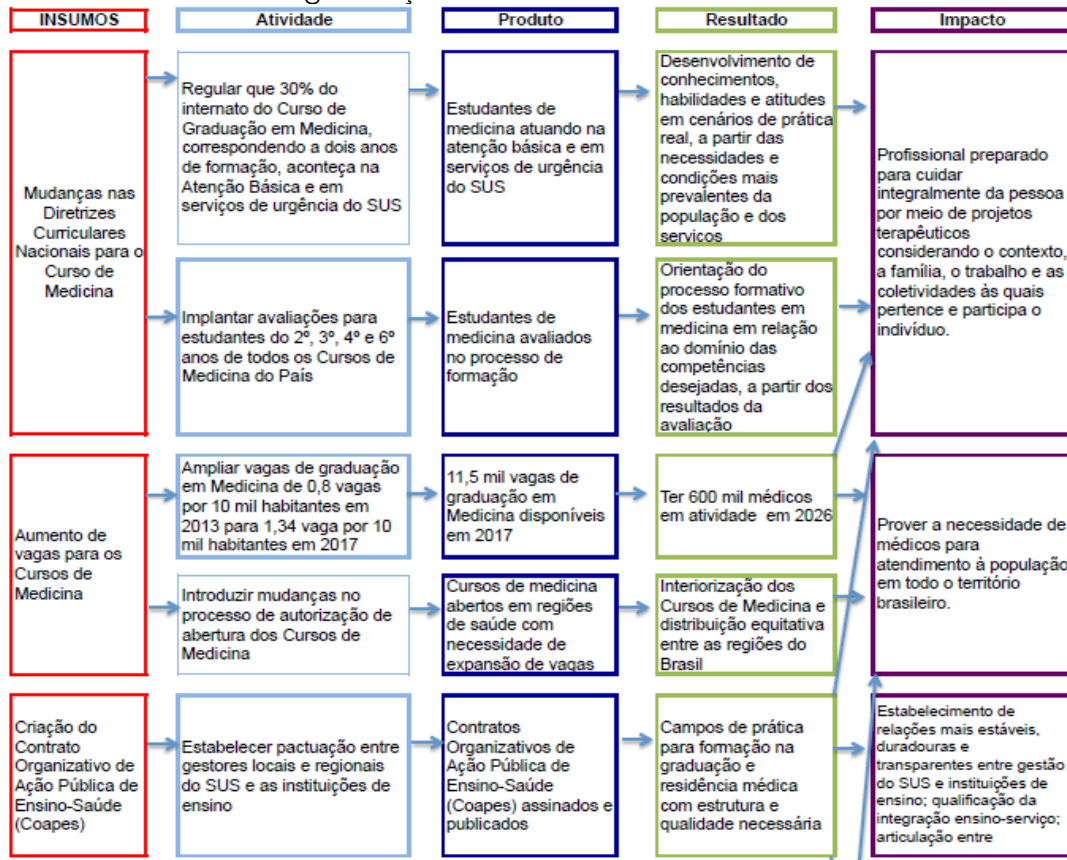 INSUMOS
Atividade
Produto
Resultado
Impacto
Mudanças nas
Diretrizes
Curriculares
Nacionais para o
Curso de
Medicina
Regular que 30% do
internato do Curso de
Graduação em Medicina,
correspondendo a dois anos
de formação, aconteça na
Atenção Básica e em
serviços de urgência do SUS
Estudantes de
medicina atuando na
atenção básica e em
serviços de urgência
do SUS
Desenvolvimento de
conhecimentos,
habilidades e atitudes
em cenários de prática
real, a partir das
necessidades e
condições mais
prevalentes da
população e dos
serviços
Profissional preparado
para cuidar
integralmente da pessoa
por meio de projetos
terapêuticos
considerando o contexto,
a família, o trabalho e as
coletividades às quais
pertence e participa o
indivíduo.
Implantar avaliações para
estudantes do 2º, 3º, 4º e 6º
anos de todos os Cursos de
Medicina do País
Estudantes de
medicina avaliados
no processo de
formação
Orientação do
processo formativo
dos estudantes em
medicina em relação
ao domínio das
competências
desejadas, a partir dos
resultados da
avaliação
Aumento de
vagas para os
Cursos de
Medicina
Ampliar vagas de graduação
em Medicina de 0,8 vagas
por 10 mil habitantes em
2013 para 1,34 vaga por 10
mil habitantes em 2017
11,5 mil vagas de
graduação em
Medicina disponíveis
em 2017
Ter 600 mil médicos
em atividade em 2026
Prover a necessidade de
médicos para
atendimento à população
em todo o território
brasileiro.
Introduzir mudanças no
processo de autorização de
abertura dos Cursos de
Medicina
Cursos de medicina
abertos em regiões
de saúde com
necessidade de
expansão de vagas
Interiorização dos
Cursos de Medicina e
distribuição equitativa
entre as regiões do
Brasil
Criação do
Contrato
Organizativo de
Ação Pública de
Ensino-Saúde
(Coapes)
Estabelecer pactuação entre
gestores locais e regionais
do SUS e as instituições de
ensino
Contratos
Organizativos de
Ação Pública de
Ensino-Saúde
(Coapes) assinados e
publicados
Campos de prática
para formação na
graduação e
residência médica
com estrutura e
qualidade necessária
Estabelecimento de
relações mais estáveis,
duradouras e
transparentes entre gestão
do SUS e instituições de
ensino; qualificação da
integração ensino-serviço;
articulação entre